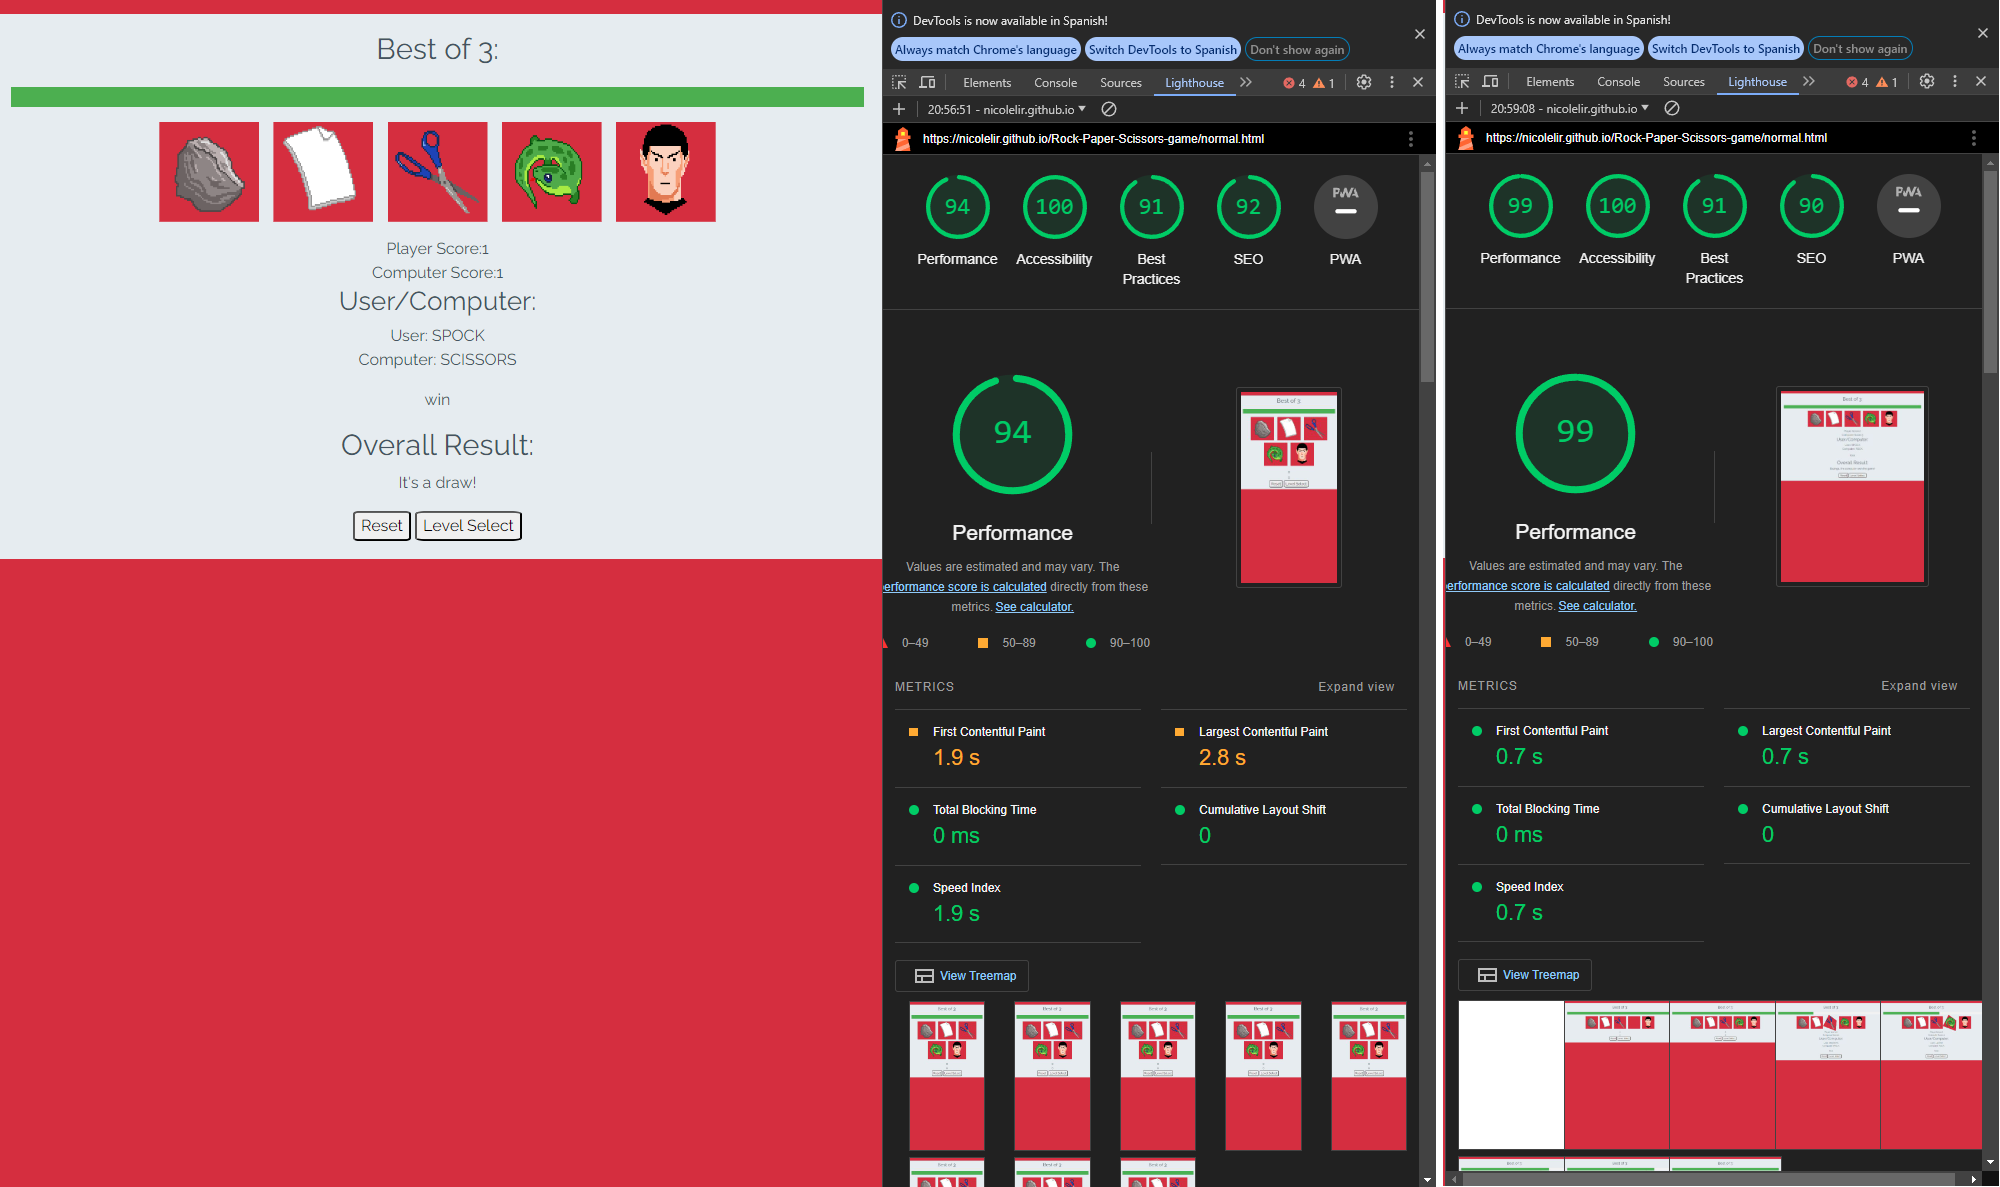 Best of 3:
Player Score:1
Computer Score:1
User/Computer:
User: SPOCK
Computer: SCISSORS
win
Overall Result:
It's a draw!
Reset
Level Select
DevTools is now available in Spanish!
Always match Chrome's language
Switch DevTools to Spanish
Don't show again
Elements
Console
Sources
Lighthouse
4
1
20:56:51 - nicolelir.github.io
https://nicolelir.github.io/Rock-Paper-Scissors-game/normal.html
94
100
91
92
PWA
Performance
Accessibility
Best
Practices
SEO
PWA
94
Best of 3
Performance
Values are estimated and may vary. The
erformance score is calculated directly from these
metrics. See calculator.
0–49
50–89
90–100
METRICS
Expand view
First Contentful Paint
1.9 s
Largest Contentful Paint
2.8 s
Total Blocking Time
0 ms
Cumulative Layout Shift
0
Speed Index
1.9 s
View Treemap
DevTools is now available in Spanish!
Always match Chrome's language
Switch DevTools to Spanish
Don't show again
Elements
Console
Sources
Lighthouse
4
1
20:59:08 - nicolelir.github.io
https://nicolelir.github.io/Rock-Paper-Scissors-game/normal.html
99
100
91
90
PWA
Performance
Accessibility
Best
Practices
SEO
PWA
99
Best of 3
Performance
Values are estimated and may vary. The
erformance score is calculated directly from these
metrics. See calculator.
0–49
50–89
90–100
METRICS
Expand view
First Contentful Paint
0.7 s
Largest Contentful Paint
0.7 s
Total Blocking Time
0 ms
Cumulative Layout Shift
0
Speed Index
0.7 s
View Treemap